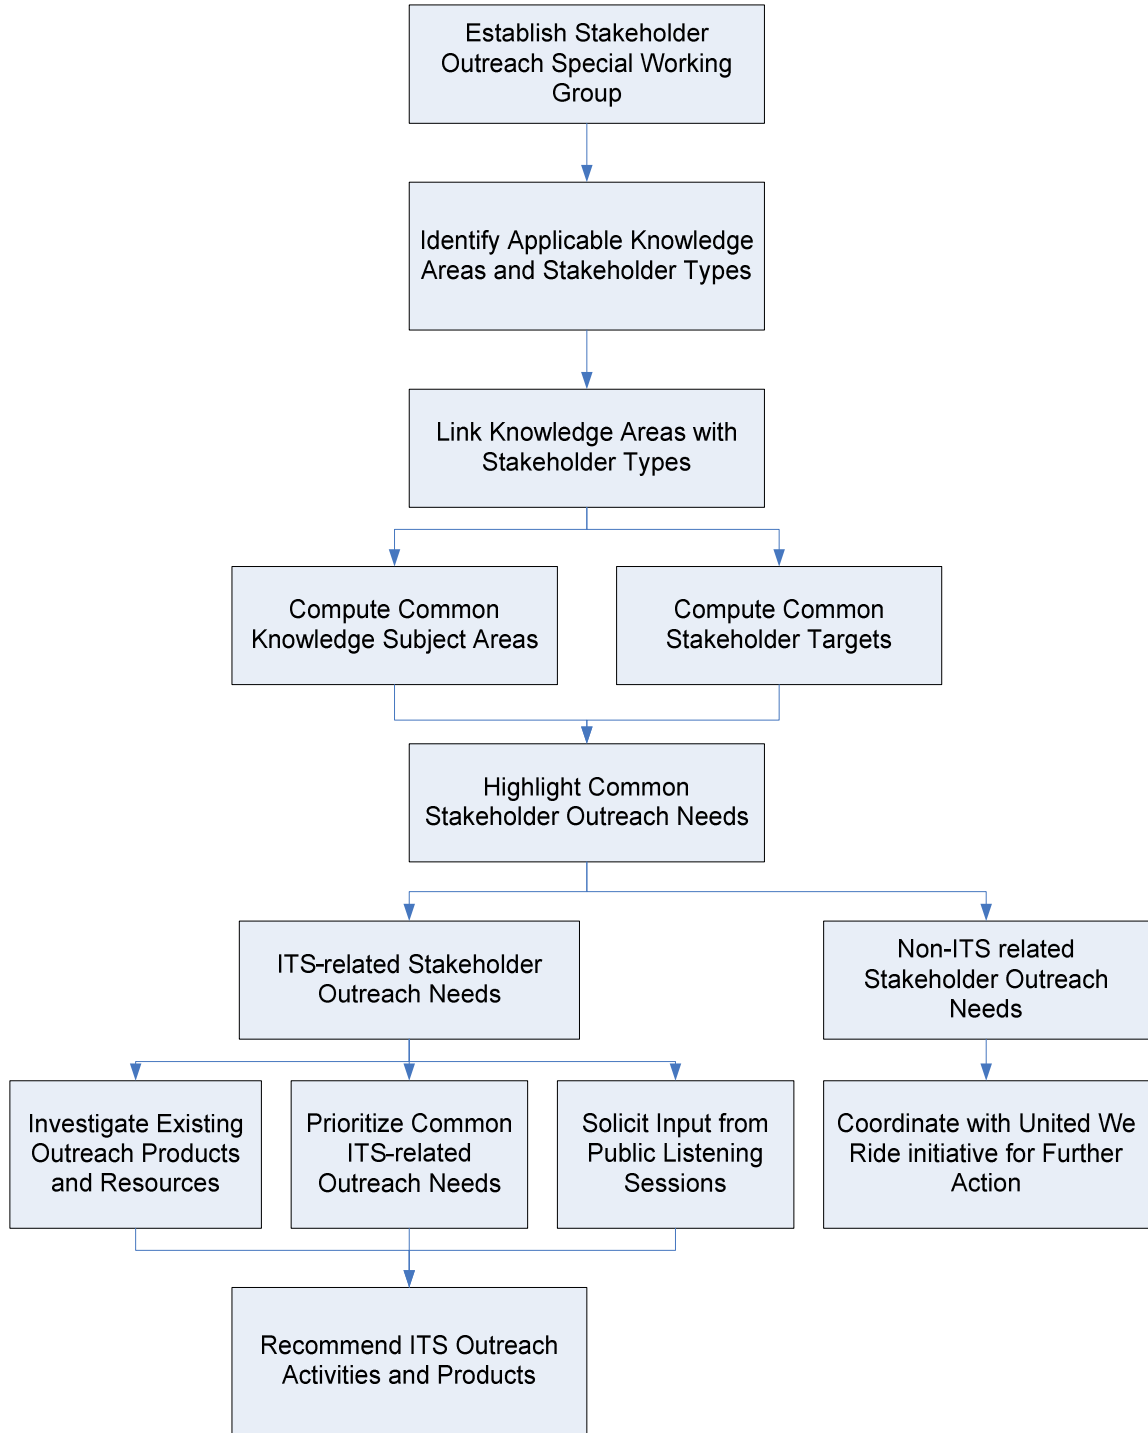 Establish Stakeholder
Outreach Special Working
Group
Identify Applicable Knowledge
Areas and Stakeholder Types
Link Knowledge Areas with
Stakeholder Types
Compute Common
Knowledge Subject Areas
Compute Common
Stakeholder Targets
Highlight Common
Stakeholder Outreach Needs
ITS-related Stakeholder
Outreach Needs
Non-ITS related
Stakeholder Outreach
Needs
Investigate Existing
Outreach Products
and Resources
Prioritize Common
ITS-related
Outreach Needs
Solicit Input from
Public Listening
Sessions
Coordinate with United We
Ride initiative for Further
Action
Recommend ITS Outreach
Activities and Products